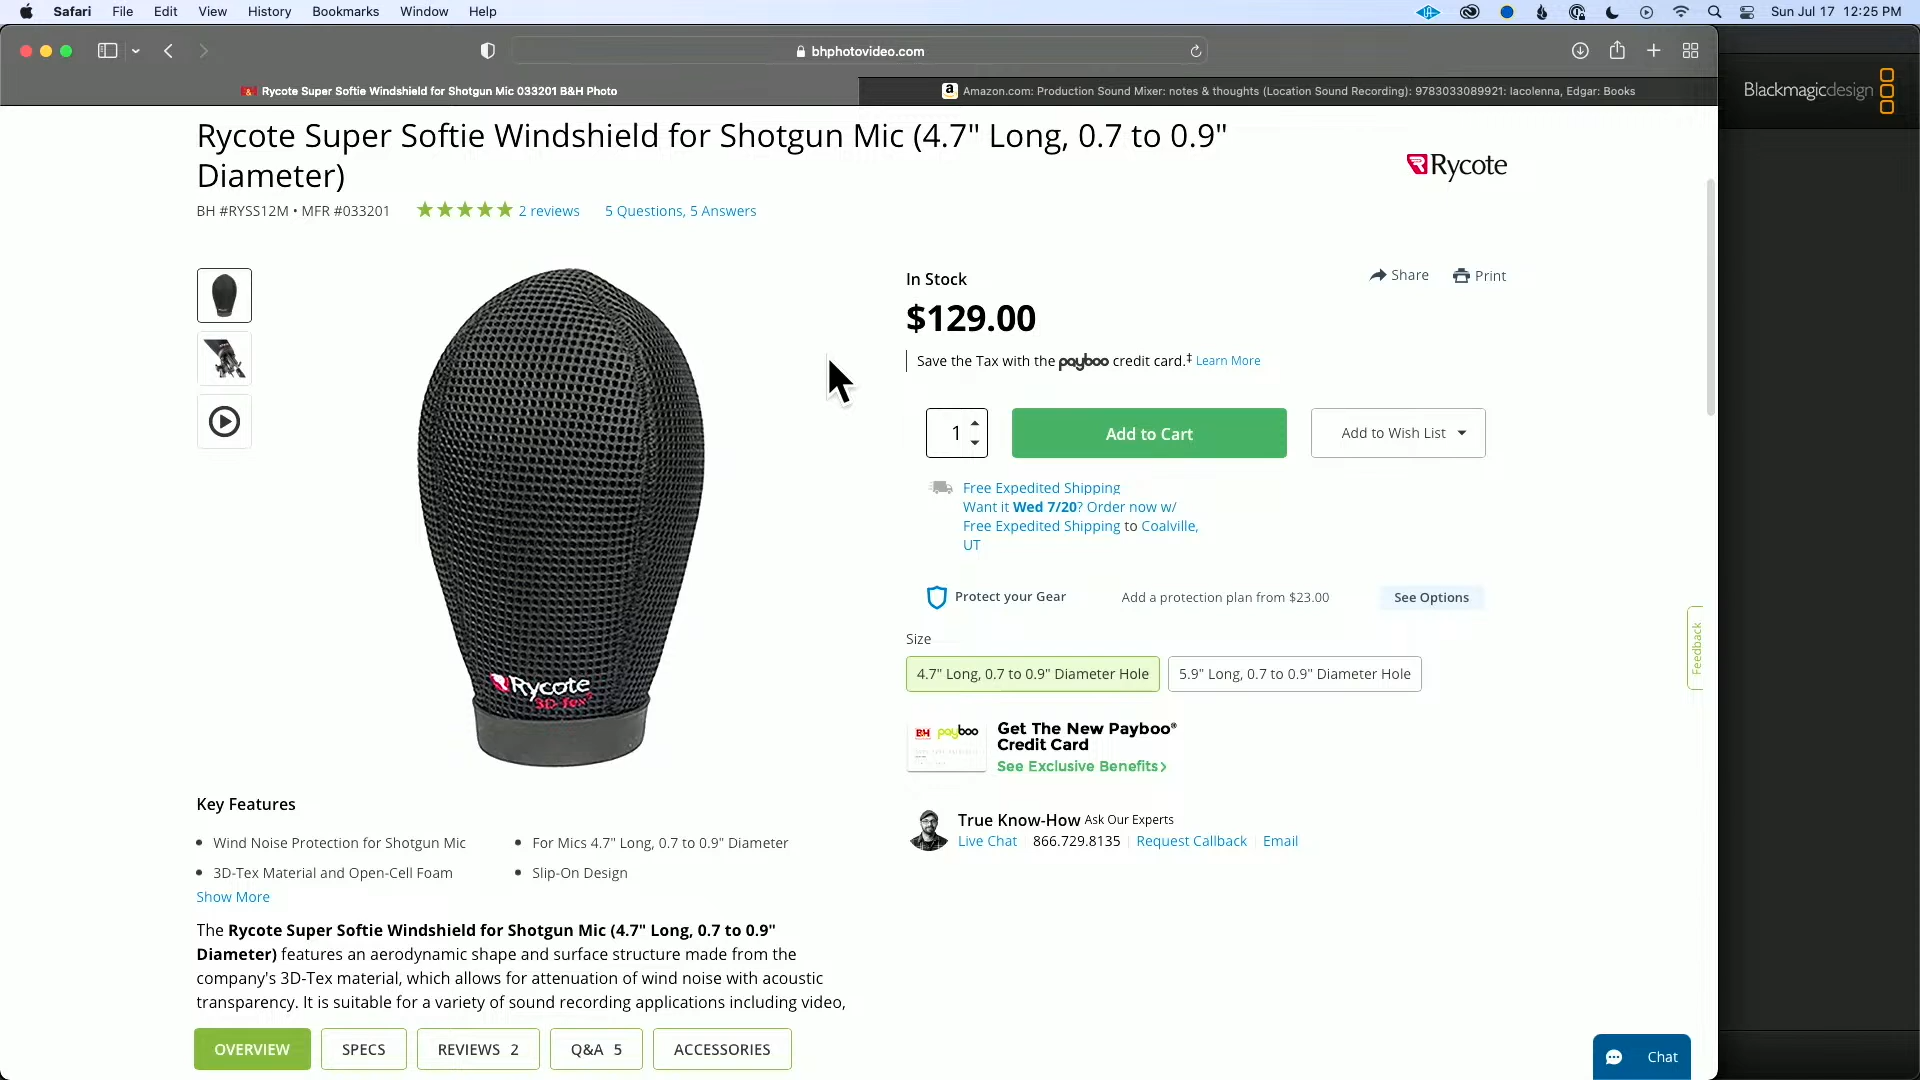 Safari File Edit View History Bookmarks Window Help Sun Jul 17 12:25 PM
bhphotovideo.com
Rycote Super Softie Windshield for Shotgun Mic 033201 B&H Photo
Amazon.com: Production Sound Mixer: notes & thoughts (Location Sound Recording): 9783033089921: Iacolenna, Edgar: Books
Blackmagicdesign
Rycote Super Softie Windshield for Shotgun Mic (4.7" Long, 0.7 to 0.9"
Diameter)
Rycote
BH #RYSS12M • MFR #033201 2 reviews 5 Questions, 5 Answers
In Stock
Share Print
$129.00
Save the Tax with the payboo credit card.‡ Learn More
1 Add to Cart Add to Wish List
Free Expedited Shipping
Want it Wed 7/20? Order now w/
Free Expedited Shipping to Coalville,
UT
Protect your Gear Add a protection plan from $23.00 See Options
Size
4.7" Long, 0.7 to 0.9" Diameter Hole 5.9" Long, 0.7 to 0.9" Diameter Hole
Feedback
Rycote
3D-Tex
B&H payboo
Get The New Payboo®
Credit Card
See Exclusive Benefits>
True Know-How Ask Our Experts
Live Chat 866.729.8135 Request Callback Email
Key Features
• Wind Noise Protection for Shotgun Mic
• For Mics 4.7" Long, 0.7 to 0.9" Diameter
• 3D-Tex Material and Open-Cell Foam
• Slip-On Design
Show More
The Rycote Super Softie Windshield for Shotgun Mic (4.7" Long, 0.7 to 0.9"
Diameter) features an aerodynamic shape and surface structure made from the
company's 3D-Tex material, which allows for attenuation of wind noise with acoustic
transparency. It is suitable for a variety of sound recording applications including video,
OVERVIEW SPECS REVIEWS 2 Q&A 5 ACCESSORIES
Chat